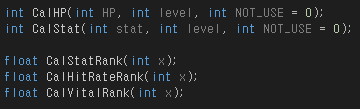 int CalHP(int HP, int level, int NOT_USE = 0);
int CalStat(int stat, int level, int NOT_USE = 0);
float CalStatRank(int x);
float CalHitRateRank(int x);
float CalVitalRank(int x);